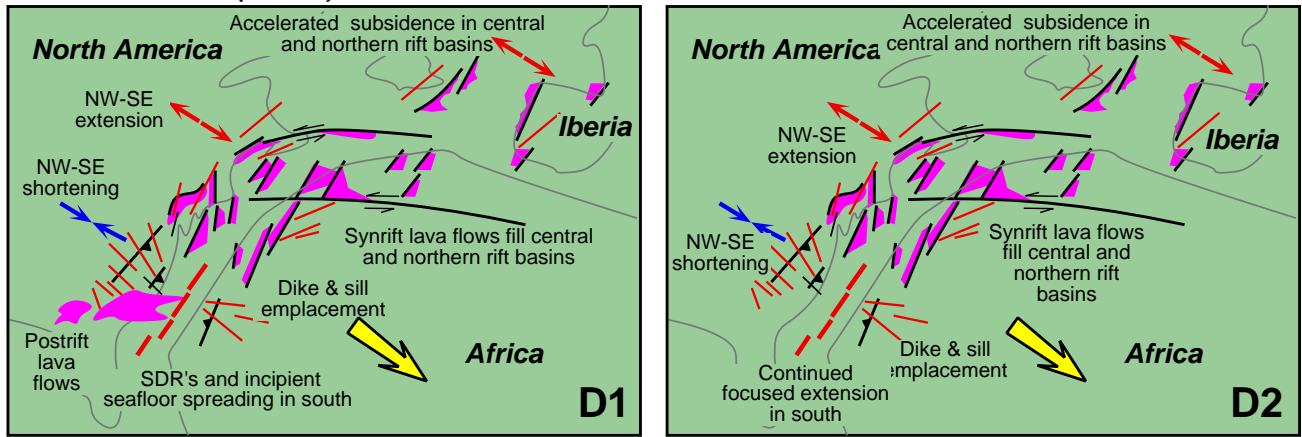 Accelerated subsidence in central
and northern rift basins
North America
NW-SE
extension
Iberia
NW-SE
shortening
Synrift lava flows fill central
and northern rift basins
Dike & sill
emplacement
Postrift
lava
flows
Africa
SDR's and incipient
seafloor spreading in south
D1
Accelerated subsidence in
central and northern rift basins
North America
NW-SE
extension
Iberia
NW-SE
shortening
Synrift lava flows
fill central and
northern rift
basins
Dike & sill
mplacement
Africa
Continued
focused extension
in south
D2